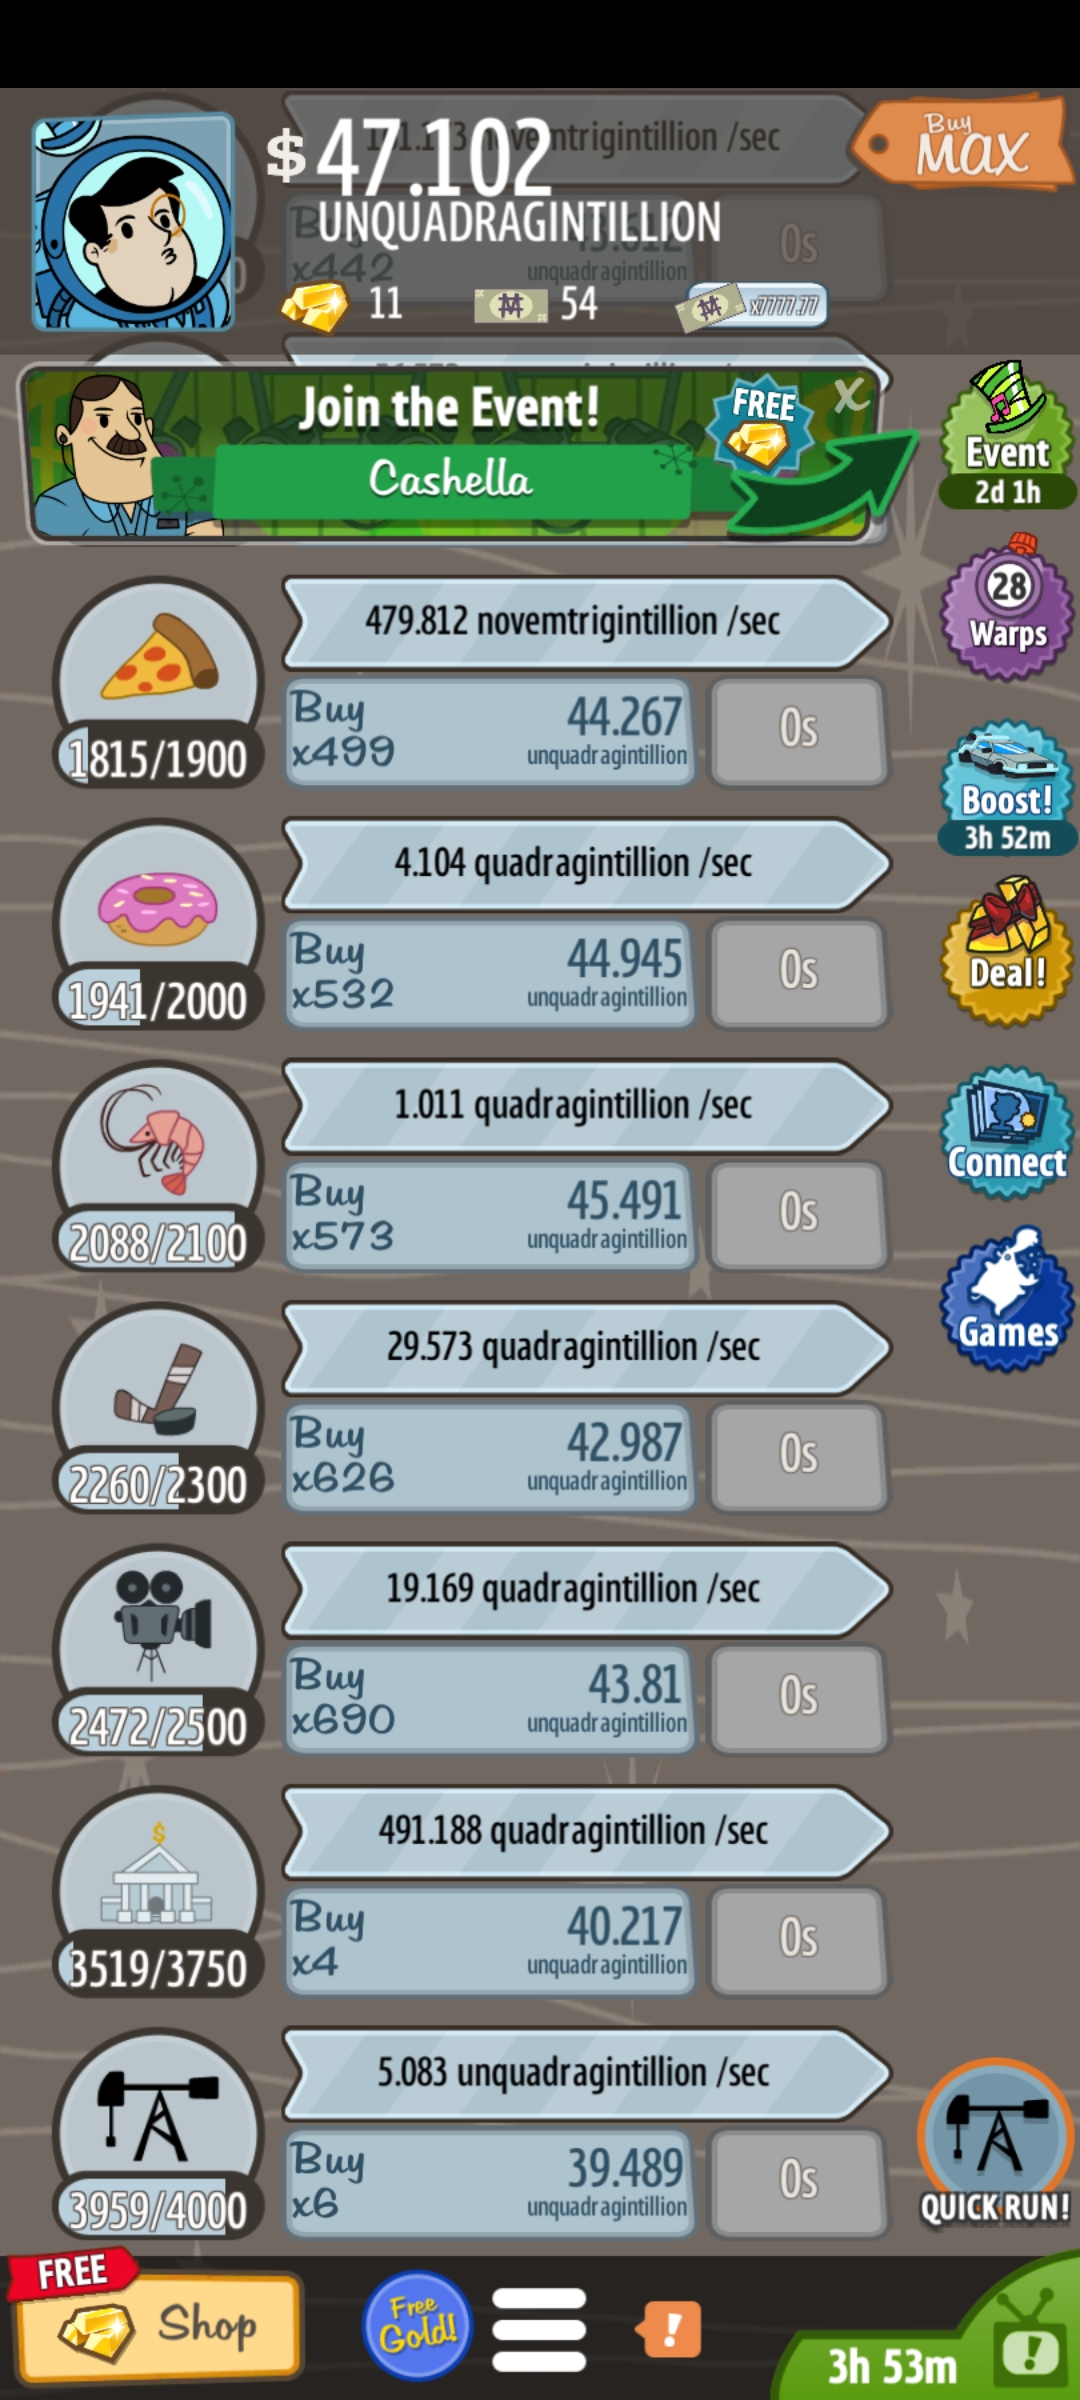 $ 47.102
UNQUADRAGINTILLION
11
54
x7777.77
Buy
MAX
/sec
x442
unquadragintillion
0s
Join the Event!
FREE
X
Cashella
Event
2d 1h
28
Warps
Boost!
3h 52m
Deal!
Connect
Games
479.812 novemtrigintillion /sec
1815/1900
Buy
x499
44.267
unquadragintillion
0s
4.104 quadragintillion /sec
1941/2000
Buy
x532
44.945
unquadragintillion
0s
1.011 quadragintillion /sec
2088/2100
Buy
x573
45.491
unquadragintillion
0s
29.573 quadragintillion /sec
2260/2300
Buy
x626
42.987
unquadragintillion
0s
19.169 quadragintillion /sec
2472/2500
Buy
x690
43.81
unquadragintillion
0s
491.188 quadragintillion /sec
3519/3750
Buy
x4
40.217
unquadragintillion
0s
5.083 unquadragintillion /sec
3959/4000
Buy
x6
39.489
unquadragintillion
0s
QUICK RUN!
FREE
Shop
Free
Gold!
!
3h 53m
!